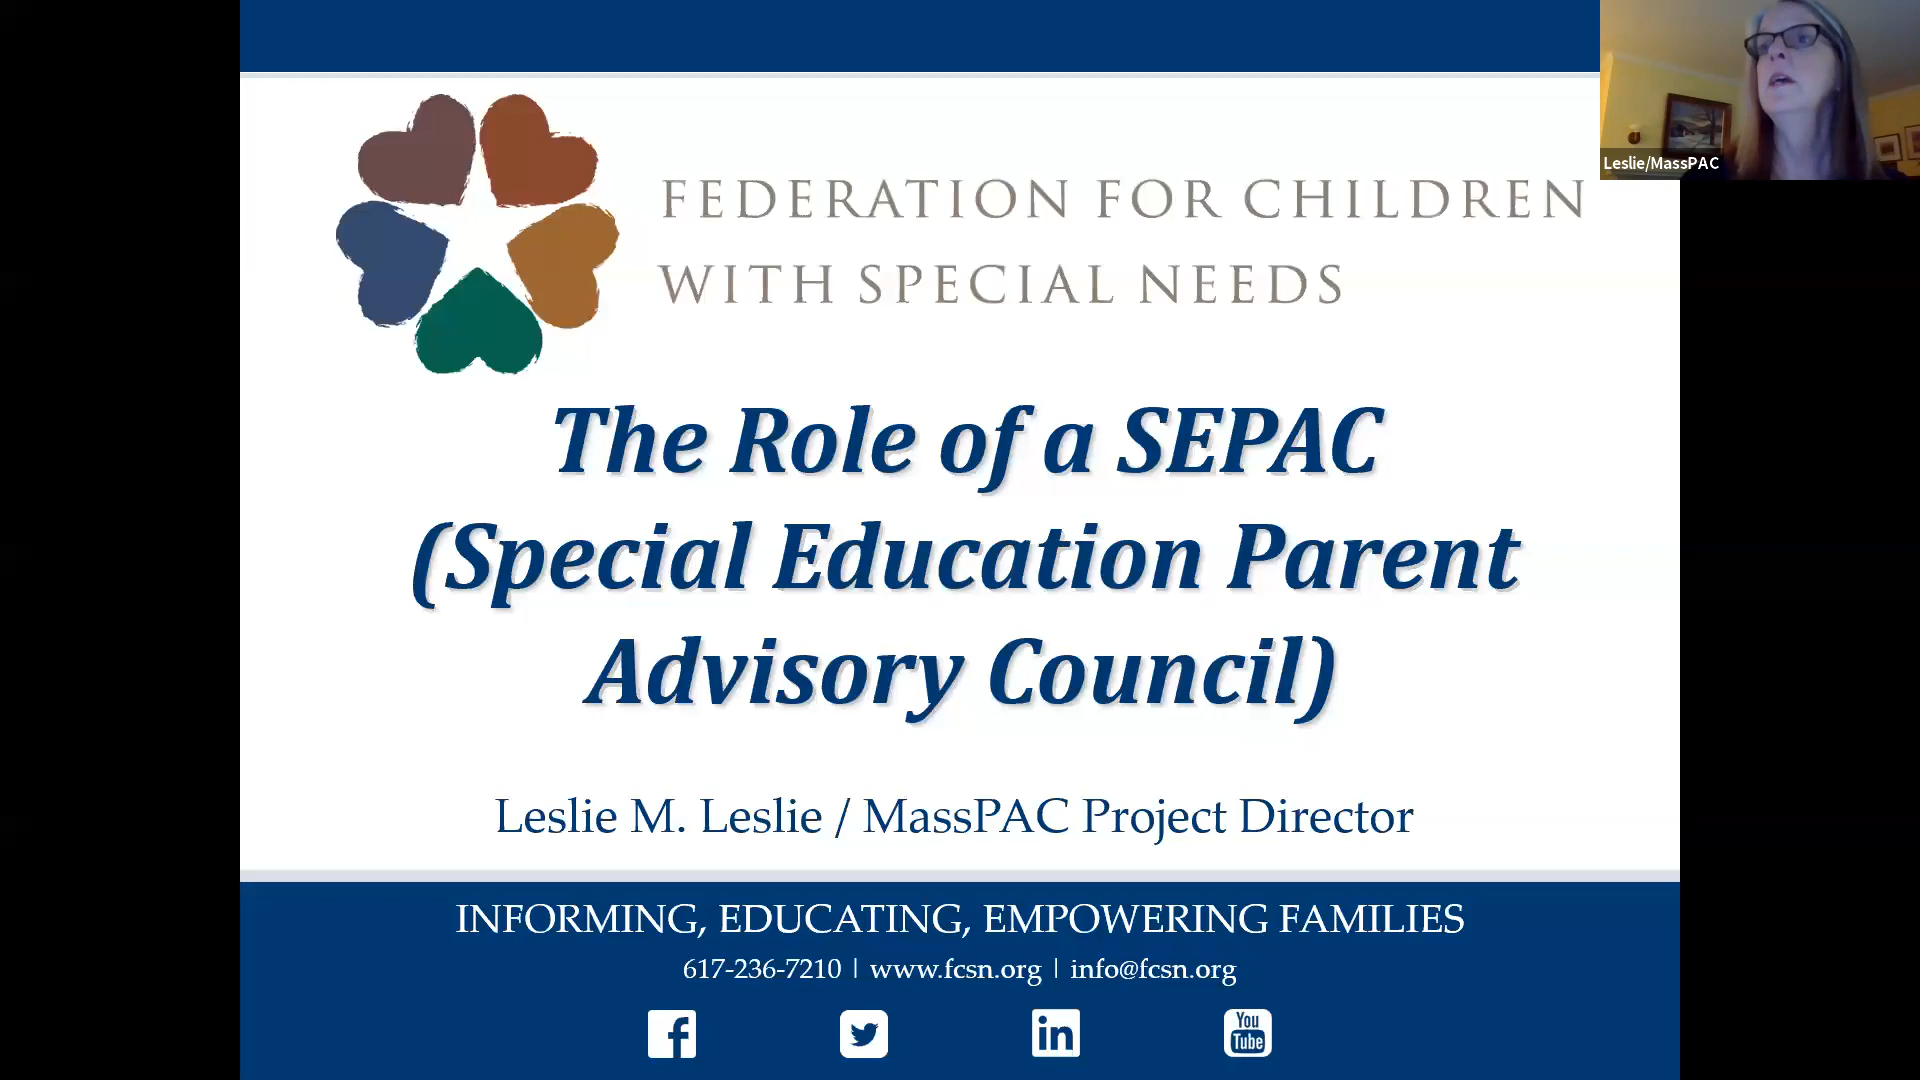 Leslie/MassPAC
FEDERATION FOR CHILDREN
WITH SPECIAL NEEDS
The Role of a SEPAC
(Special Education Parent
Advisory Council)
Leslie M. Leslie / MassPAC Project Director
INFORMING, EDUCATING, EMPOWERING FAMILIES
617-236-7210 | www.fcsn.org | info@fcsn.org
f
in
You
Tube